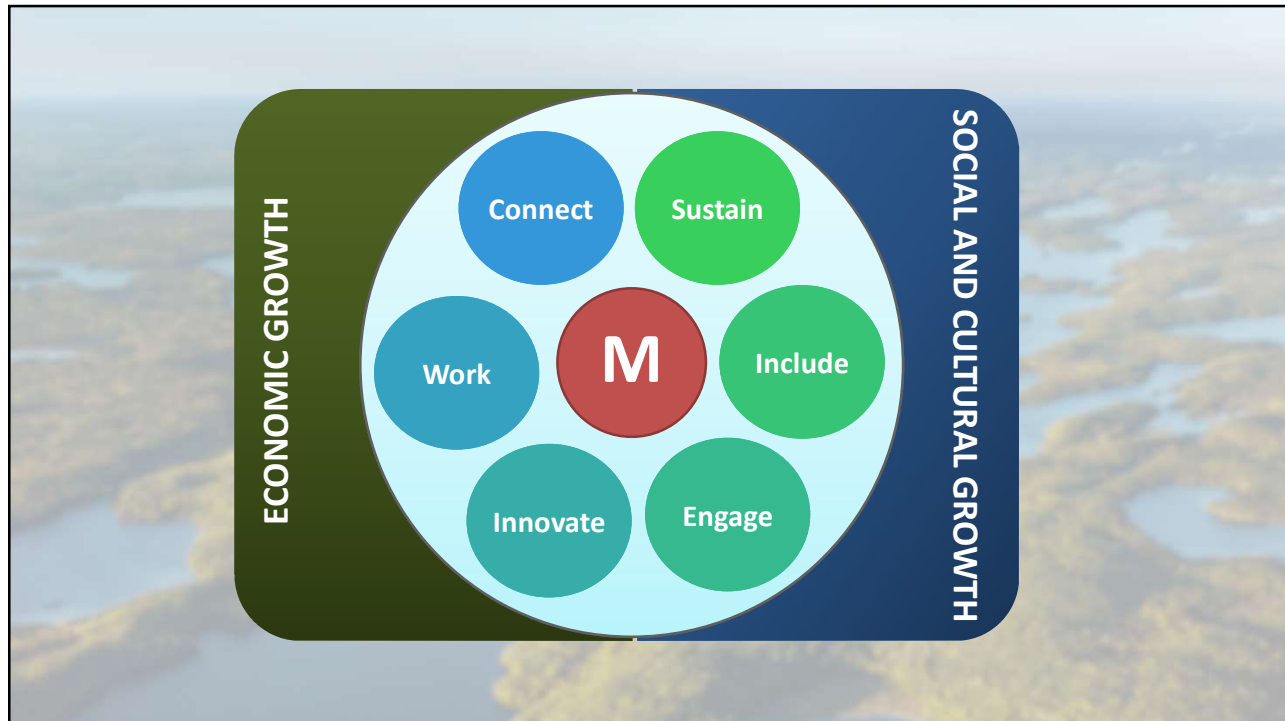 ECONOMIC GROWTH
Connect
Sustain
Work
M
Include
Innovate
Engage
SOCIAL AND CULTURAL GROWTH